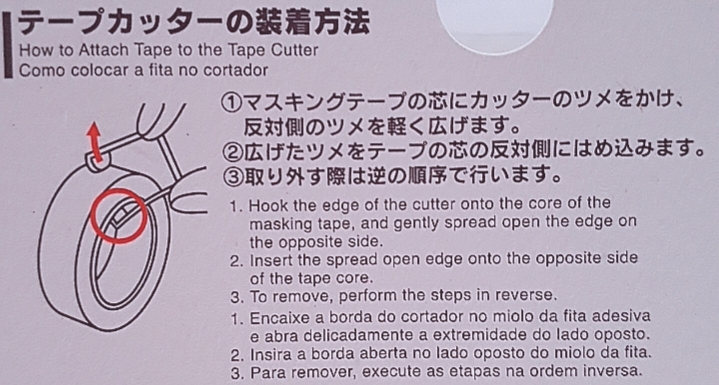 テープカッターの装着方法
How to Attach Tape to the Tape Cutter
Como colocar a fita no cortador
①マスキングテープの芯にカッターのツメをかけ、
反対側のツメを軽く広げます。
②広げたツメをテープの芯の反対側にはめ込みます。
③取り外す際は逆の順序で行います。
1. Hook the edge of the cutter onto the core of the
masking tape, and gently spread open the edge on
the opposite side.
2. Insert the spread open edge onto the opposite side
of the tape core.
3. To remove, perform the steps in reverse.
1. Encaixe a borda do cortador no miolo da fita adesiva
e abra delicadamente a extremidade do lado oposto.
2. Insira a borda aberta no lado oposto do miolo da fita.
3. Para remover, execute as etapas na ordem inversa.